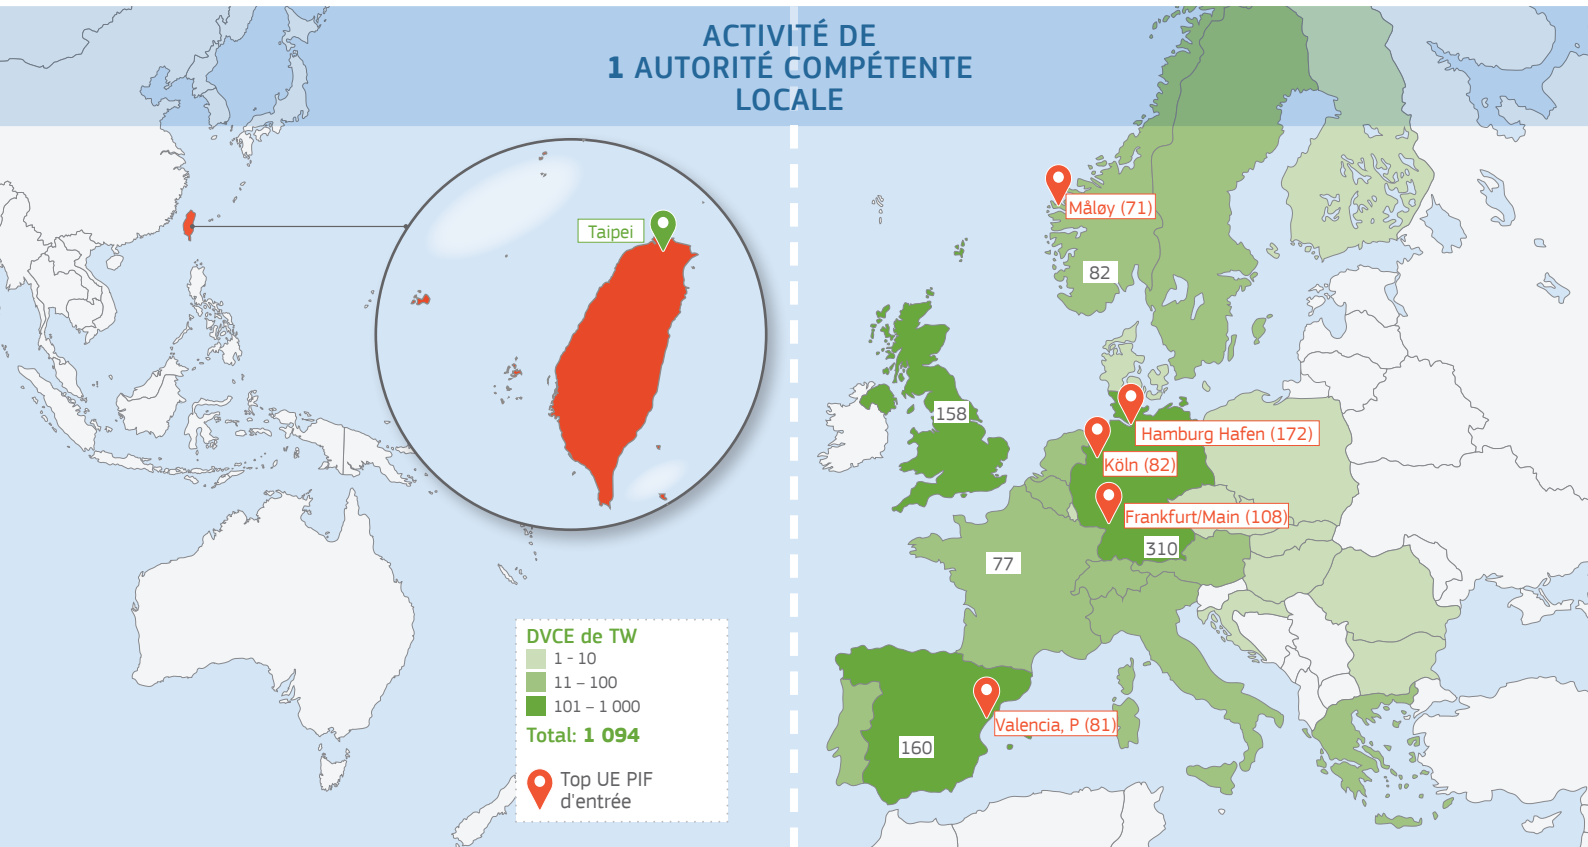 ACTIVITÉ DE
1 AUTORITÉ COMPÉTENTE
LOCALE
Taipei
Måløy (71)
82
158
Hamburg Hafen (172)
Köln (82)
Frankfurt/Main (108)
310
77
Valencia, P (81)
160
DVCE de TW
1 - 10
11 – 100
101 – 1 000
Total: 1 094
Top UE PIF
d'entrée